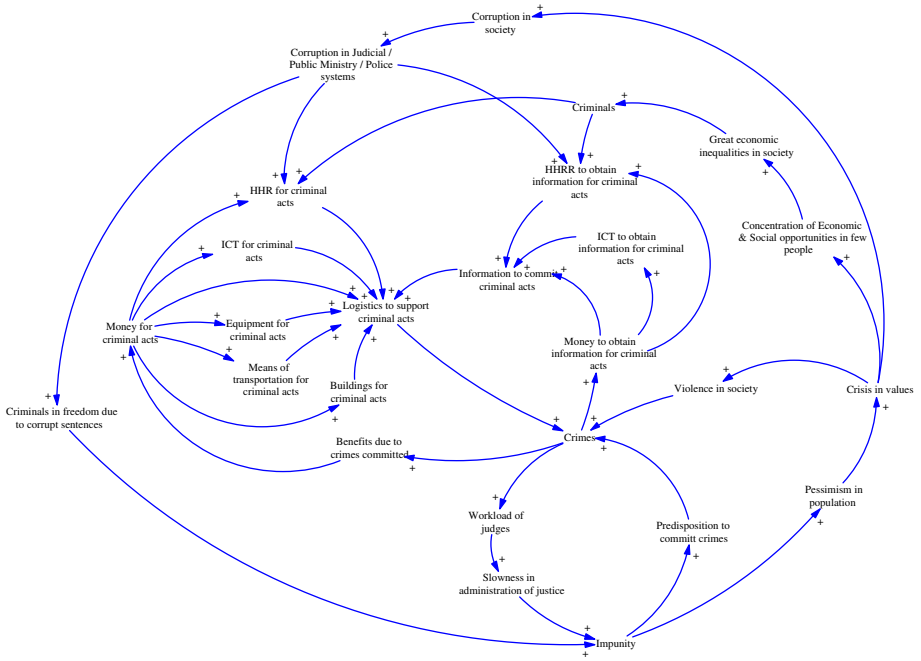 Corruption in
society
Corruption in Judicial /
Public Ministry / Police
systems
Criminals
Great economic
inequalities in society
HHR for criminal
acts
HHRR to obtain
information for criminal
acts
Concentration of Economic
& Social opportunities in few
people
ICT for criminal
acts
ICT to obtain
information for criminal
acts
Information to commit
criminal acts
Logistics to support
criminal acts
Money for
criminal acts
Equipment for
criminal acts
Money to obtain
information for criminal
acts
Means of
transportation for
criminal acts
Buildings for
criminal acts
Violence in society
Crisis in values
Criminals in freedom due
to corrupt sentences
Crimes
Benefits due to
crimes committed
Pessimism in
population
Workload of
judges
Predisposition to
committ crimes
Slowness in
administration of justice
Impunity